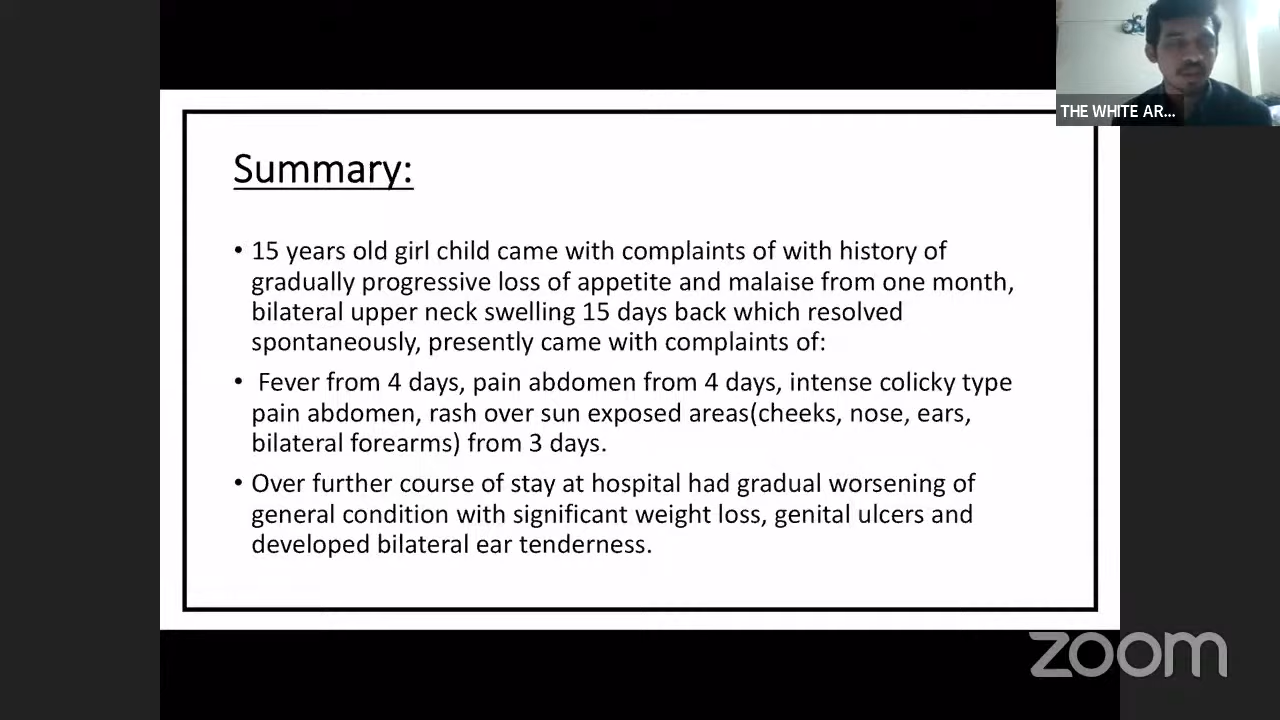 THE WHITE AR...
Summary:
• 15 years old girl child came with complaints of with history of
gradually progressive loss of appetite and malaise from one month,
bilateral upper neck swelling 15 days back which resolved
spontaneously, presently came with complaints of:
• Fever from 4 days, pain abdomen from 4 days, intense colicky type
pain abdomen, rash over sun exposed areas(cheeks, nose, ears,
bilateral forearms) from 3 days.
• Over further course of stay at hospital had gradual worsening of
general condition with significant weight loss, genital ulcers and
developed bilateral ear tenderness.
zoom